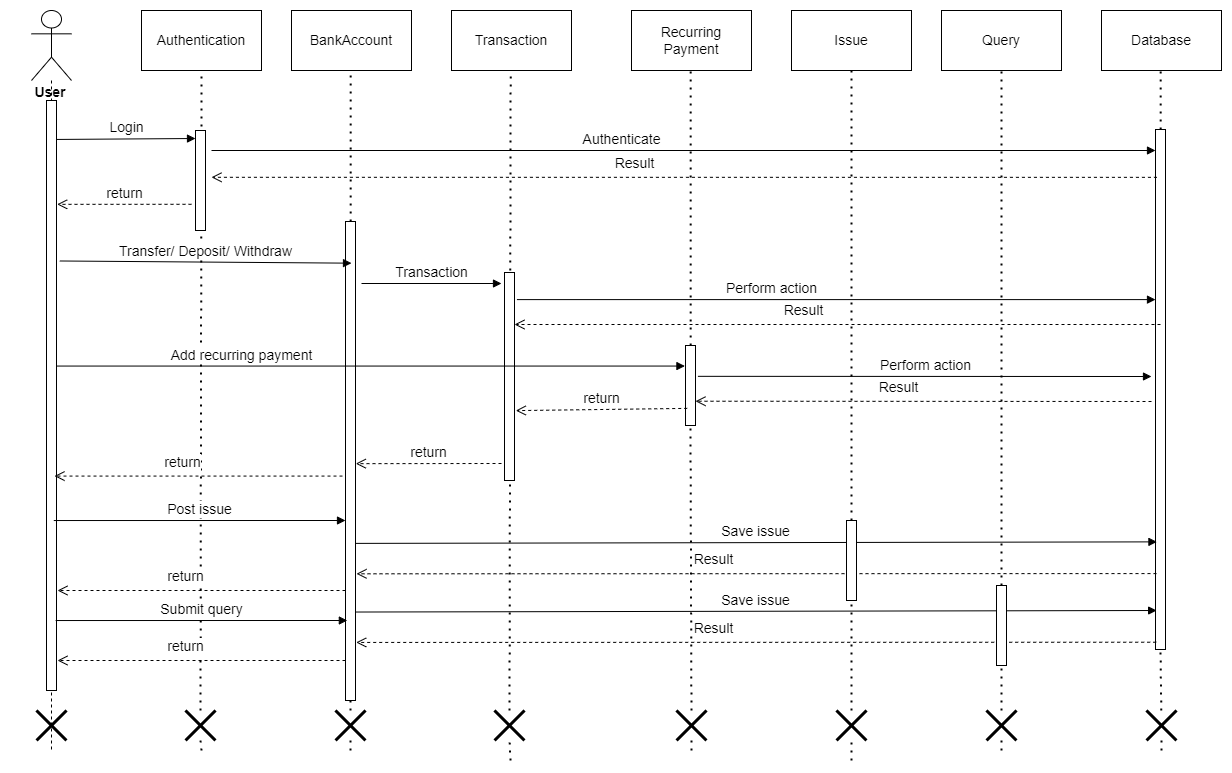 User
Authentication
BankAccount
Transaction
Recurring
Payment
Issue
Query
Database
Login
Authenticate
Result
return
Transfer/ Deposit/ Withdraw
Transaction
Perform action
Result
Add recurring payment
Perform action
Result
return
return
return
Post issue
Save issue
Result
return
Submit query
Save issue
Result
return